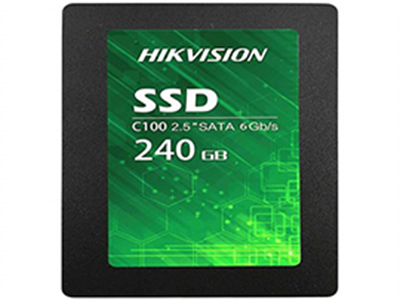 HIKVISION
SSD
C100 2.5" SATA 6Gb/s
240 GB